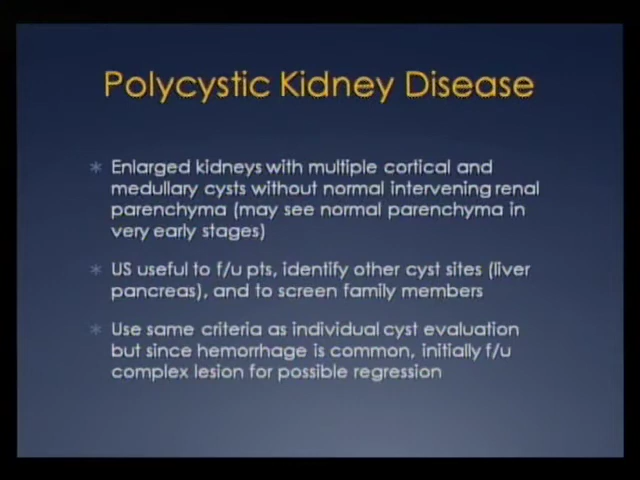 Polycystic Kidney Disease
* Enlarged kidneys with multiple cortical and
medullary cysts without normal intervening renal
parenchyma (may see normal parenchyma in
very early stages)
* US useful to f/u pts, identify other cyst sites (liver
pancreas), and to screen family members
* Use same criteria as individual cyst evaluation
but since hemorrhage is common, initially f/u
complex lesion for possible regression